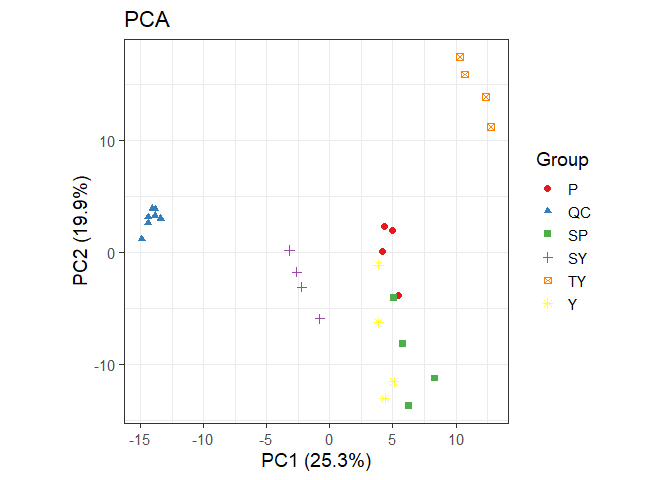 PCA
PC2 (19.9%)
10
0
-10
-15
-10
-5
0
5
10
PC1 (25.3%)
Group
P
QC
SP
SY
TY
Y